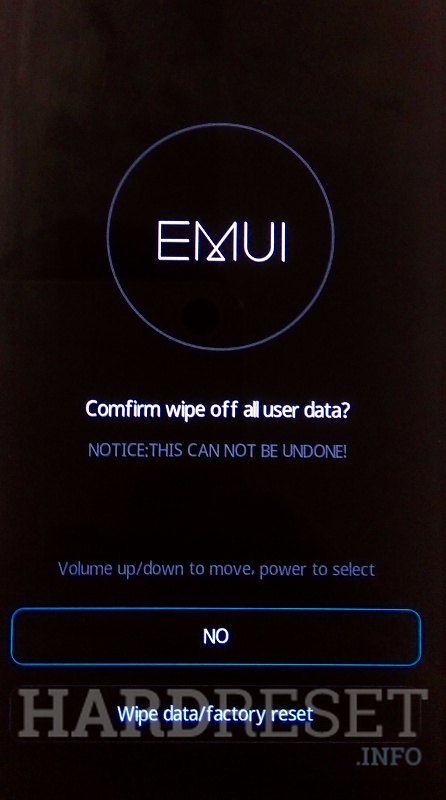 EMUI
Comfirm wipe off all user data?
NOTICE:THIS CAN NOT BE UNDONE!
Volume up/down to move, power to select
NO
Wipe data/factory reset
HARDRESET
.INFO